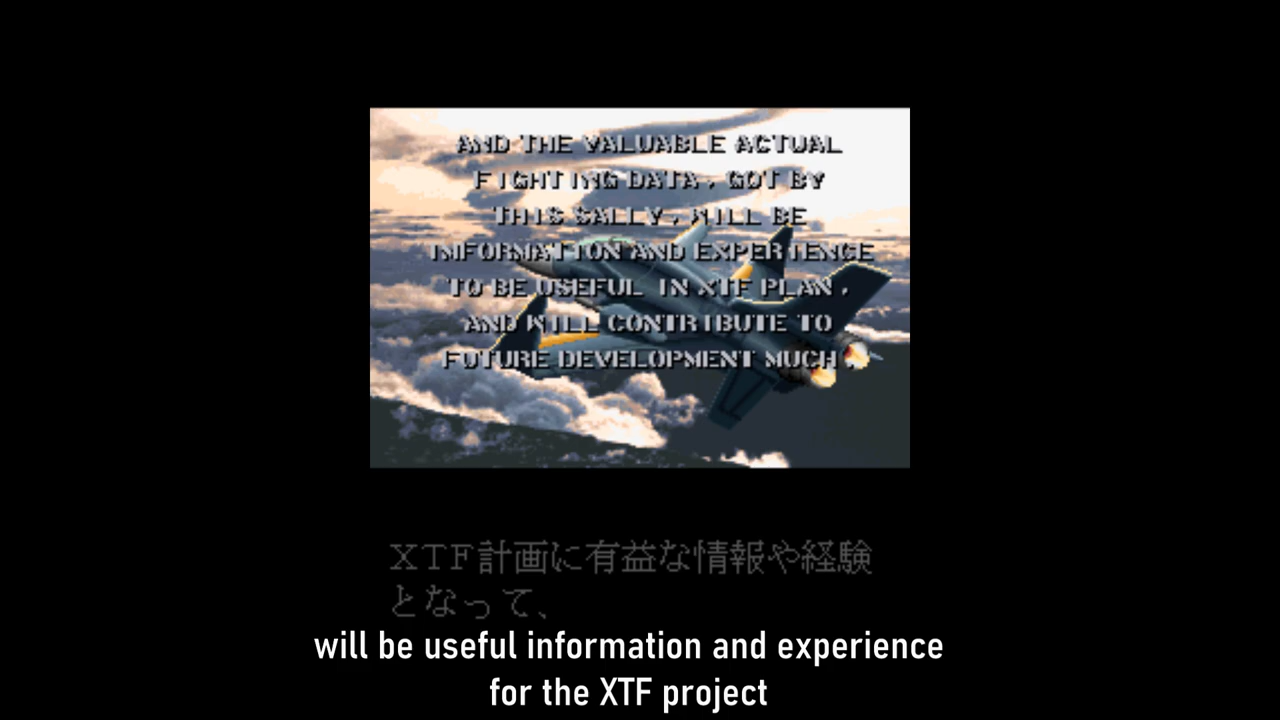 AND THE VALUABLE ACTUAL
FIGHTING DATA, GOT BY
THIS SALLY, WILL BE
INFORMATION AND EXPERIENCE
TO BE USEFUL IN XTF PLAN,
AND WILL CONTRIBUTE TO
FUTURE DEVELOPMENT MUCH.
XTF計画に有益な情報や経験
となって、
will be useful information and experience
for the XTF project